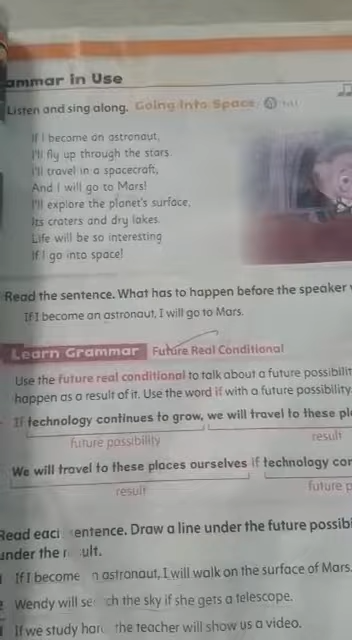 ammar in Use
Listen and sing along. Going Into Space
If I become an astronaut,
I'll fly up through the stars.
I'll travel in a spacecraft,
And I will go to Mars!
I'll explore the planet's surface,
Its craters and dry lakes.
Life will be so interesting
If I go into space!
Read the sentence. What has to happen before the speaker
If I become an astronaut, I will go to Mars.
Learn Grammar Future Real Conditional
Use the future real conditional to talk about a future possibilit
happen as a result of it. Use the word if with a future possibility
If technology continues to grow, we will travel to these pl
future possibility result
We will travel to these places ourselves if technology con
result future p
Read eac entence. Draw a line under the future possib
under the r ult.
If I become n astronaut, I will walk on the surface of Mars.
2 Wendy will se ch the sky if she gets a telescope.
If we study har the teacher will show us a video.